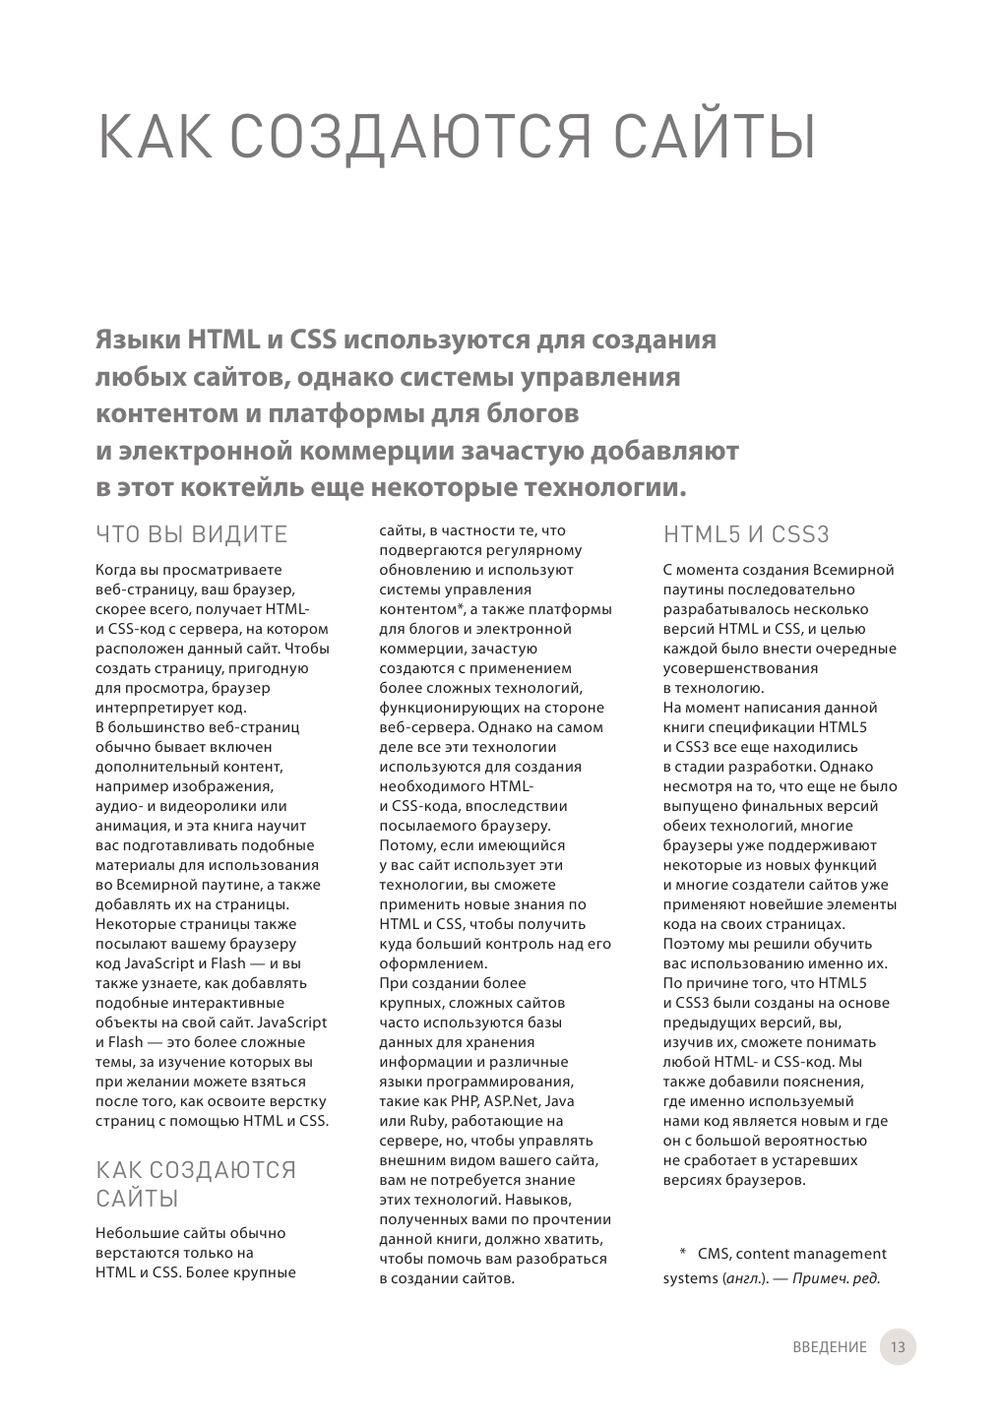 КАК СОЗДАЮТСЯ САЙТЫ
Языки HTML и CSS используются для создания
любых сайтов, однако системы управления
контентом и платформы для блогов
и электронной коммерции зачастую добавляют
в этот коктейль еще некоторые технологии.
ЧТО ВЫ ВИДИТЕ
Когда вы просматриваете
веб-страницу, ваш браузер,
скорее всего, получает HTML-
и CSS-код с сервера, на котором
расположен данный сайт. Чтобы
создать страницу, пригодную
для просмотра, браузер
интерпретирует код.
В большинство веб-страниц
обычно бывает включен
дополнительный контент,
например изображения,
аудио- и видеоролики или
анимация, и эта книга научит
вас подготавливать подобные
материалы для использования
во Всемирной паутине, а также
добавлять их на страницы.
Некоторые страницы также
посылают вашему браузеру
код JavaScript и Flash — и вы
также узнаете, как добавлять
подобные интерактивные
объекты на свой сайт. JavaScript
и Flash — это более сложные
темы, за изучение которых вы
при желании можете взяться
после того, как освоите верстку
страниц с помощью HTML и CSS.
КАК СОЗДАЮТСЯ
САЙТЫ
Небольшие сайты обычно
верстаются только на
HTML и CSS. Более крупные
сайты, в частности те, что
подвергаются регулярному
обновлению и используют
системы управления
контентом*, а также платформы
для блогов и электронной
коммерции, зачастую
создаются с применением
более сложных технологий,
функционирующих на стороне
веб-сервера. Однако на самом
деле все эти технологии
используются для создания
необходимого HTML-
и CSS-кода, впоследствии
посылаемого браузеру.
Потому, если имеющийся
у вас сайт использует эти
технологии, вы сможете
применить новые знания по
HTML и CSS, чтобы получить
куда больший контроль над его
оформлением.
При создании более
крупных, сложных сайтов
часто используются базы
данных для хранения
информации и различные
языки программирования,
такие как PHP, ASP.Net, Java
или Ruby, работающие на
сервере, но, чтобы управлять
внешним видом вашего сайта,
вам не потребуется знание
этих технологий. Навыков,
полученных вами по прочтении
данной книги, должно хватить,
чтобы помочь вам разобраться
в создании сайтов.
HTML5 И CSS3
С момента создания Всемирной
паутины последовательно
разрабатывалось несколько
версий HTML и CSS, и целью
каждой было внести очередные
усовершенствования
в технологию.
На момент написания данной
книги спецификации HTML5
и CSS3 все еще находились
в стадии разработки. Однако
несмотря на то, что еще не было
выпущено финальных версий
обеих технологий, многие
браузеры уже поддерживают
некоторые из новых функций
и многие создатели сайтов уже
применяют новейшие элементы
кода на своих страницах.
Поэтому мы решили обучить
вас использованию именно их.
По причине того, что HTML5
и CSS3 были созданы на основе
предыдущих версий, вы,
изучив их, сможете понимать
любой HTML- и CSS-код. Мы
также добавили пояснения,
где именно используемый
нами код является новым и где
он с большой вероятностью
не сработает в устаревших
версиях браузеров.
* CMS, content management
systems (англ.). — Примеч. ред.
ВВЕДЕНИЕ 13